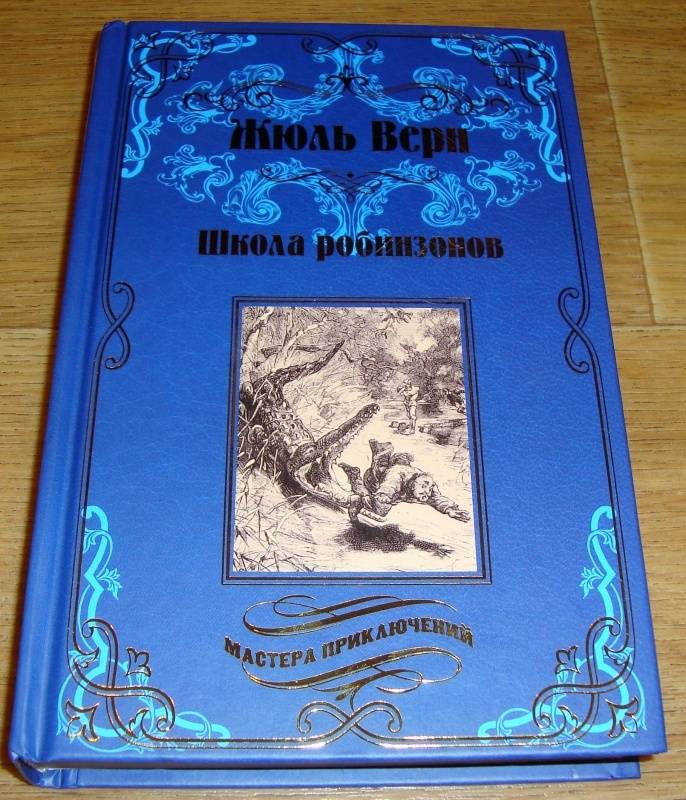 Жюль Верн
Школа робинзонов
МАСТЕРА ПРИКЛЮЧЕНИЙ